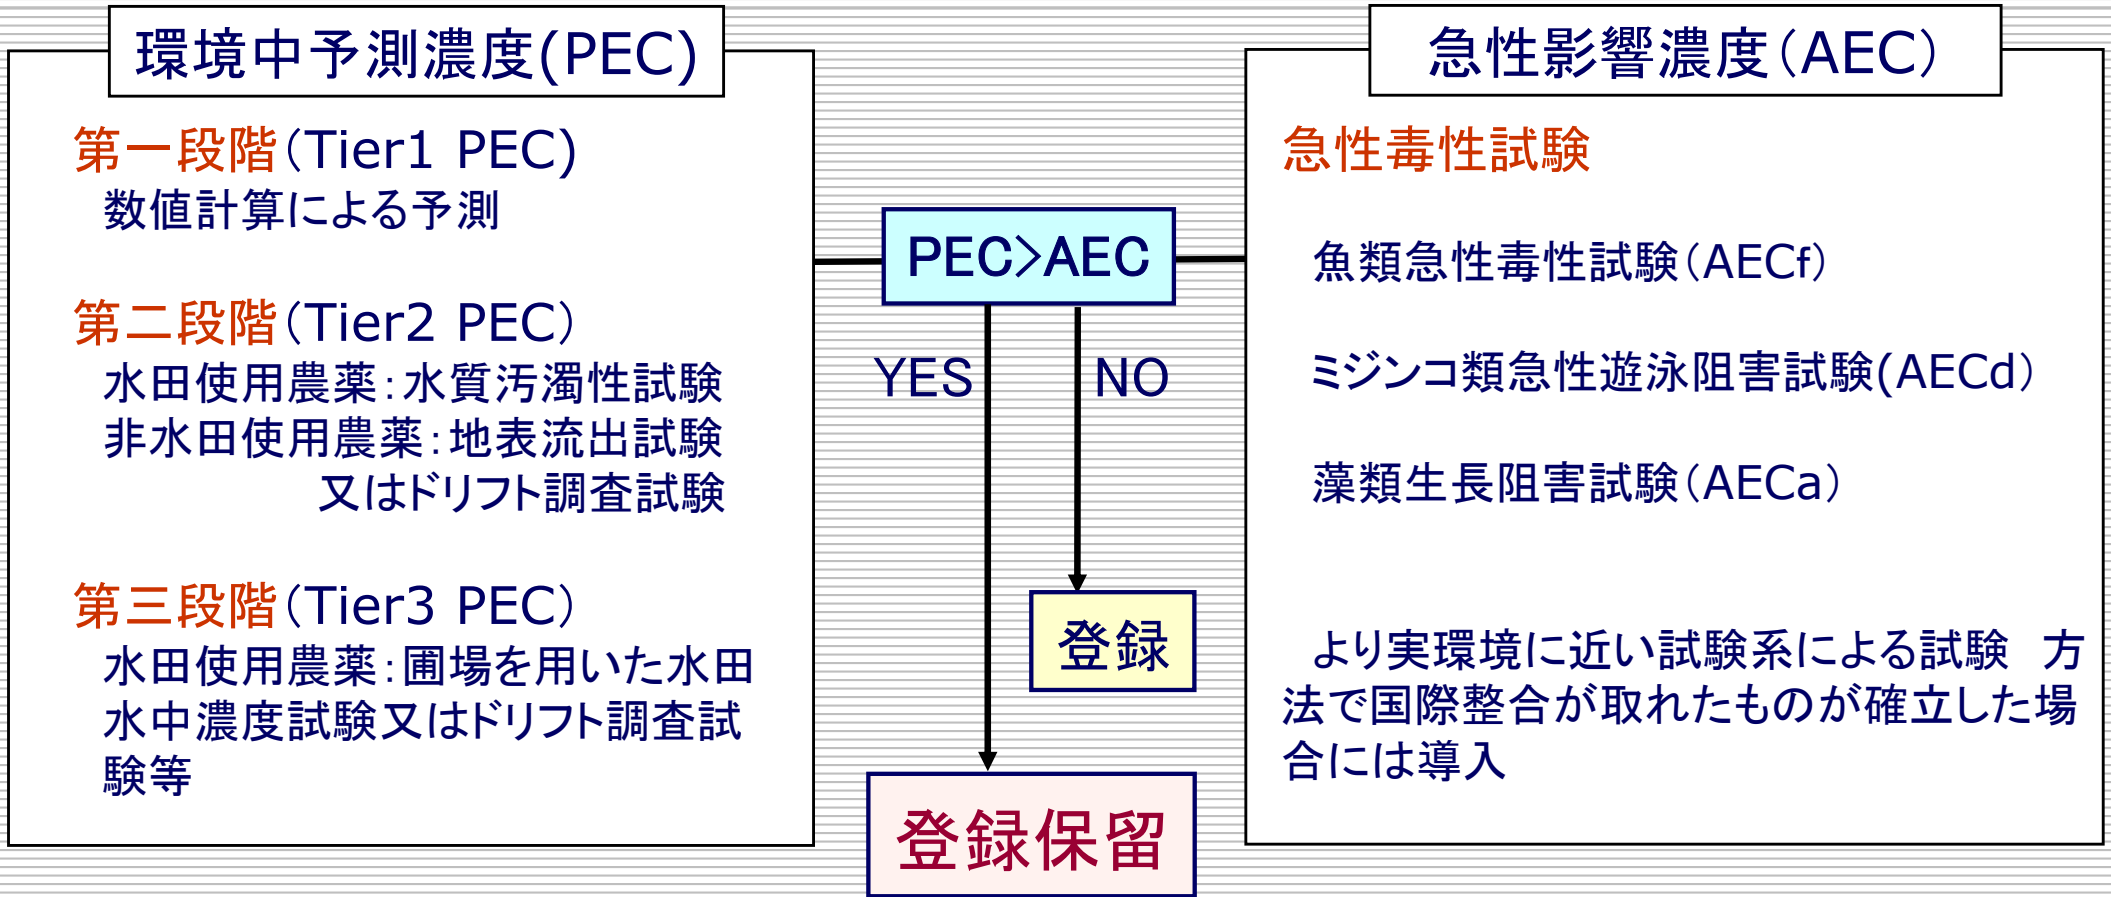 環境中予測濃度(PEC)
第一段階（Tier1 PEC)
数値計算による予測
第二段階（Tier2 PEC）
水田使用農薬：水質汚濁性試験
非水田使用農薬：地表流出試験
又はドリフト調査試験
第三段階（Tier3 PEC）
水田使用農薬：圃場を用いた水田
水中濃度試験又はドリフト調査試
験等
PEC>AEC
YES
NO
登録
登録保留
急性影響濃度（AEC）
急性毒性試験
魚類急性毒性試験（AECf）
ミジンコ類急性遊泳阻害試験(AECd）
藻類生長阻害試験（AECa）
より実環境に近い試験系による試験　方
法で国際整合が取れたものが確立した場
合には導入